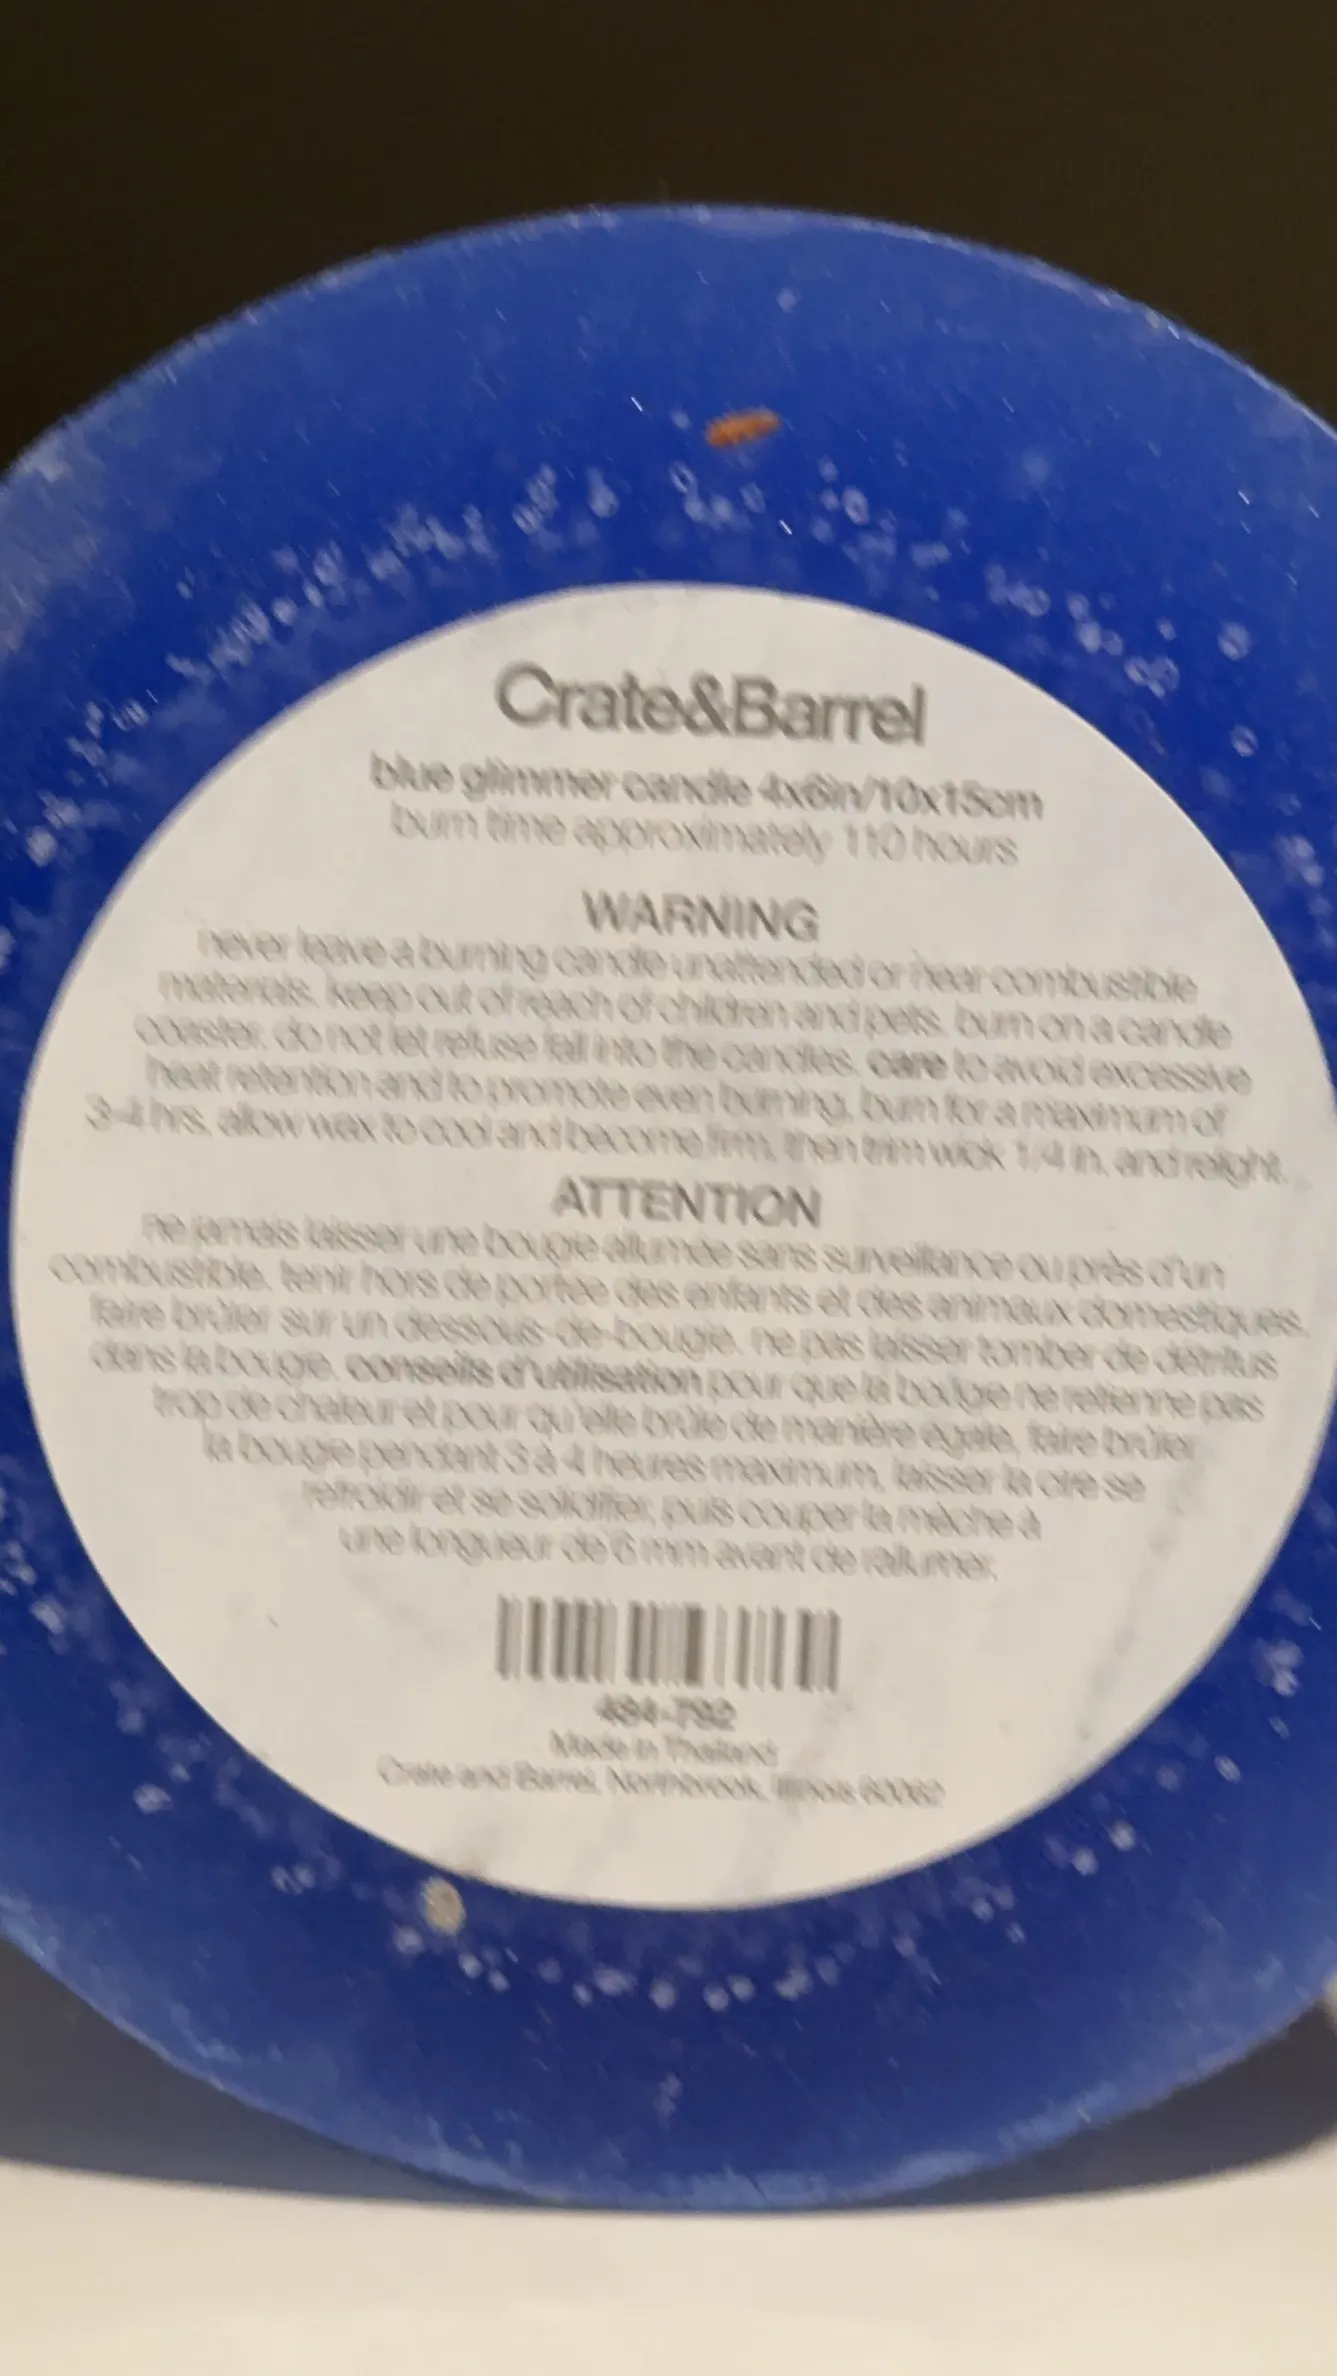 Crate&Barrel
blue glimmer candle 4x6in/10x15cm
burn time approximately 110 hours
WARNING
never leave a burning candle unattended or near combustible
materials. keep out of reach of children and pets. burn on a candle
coaster. do not let refuse fall into the candles. care to avoid excessive
heat retention and to promote even burning, burn for a maximum of
3-4 hrs, allow wax to cool and become firm, then trim wick 1/4 in. and relight.
ATTENTION
ne jamais laisser une bougie allumée sans surveillance ou près d'un
combustible. tenir hors de portée des enfants et des animaux domestiques.
faire brûler sur un dessous-de-bougie. ne pas laisser tomber de détritus
dans la bougie. conseils d'utilisation pour que la bougie ne retienne pas
trop de chaleur et pour qu'elle brûle de manière égale, faire brûler
la bougie pendant 3 à 4 heures maximum, laisser la cire se
refroidir et se solidifier, puis couper la mèche à
une longueur de 6 mm avant de rallumer.
484-792
Made in Thailand
Crate and Barrel, Northbrook, Illinois 60062